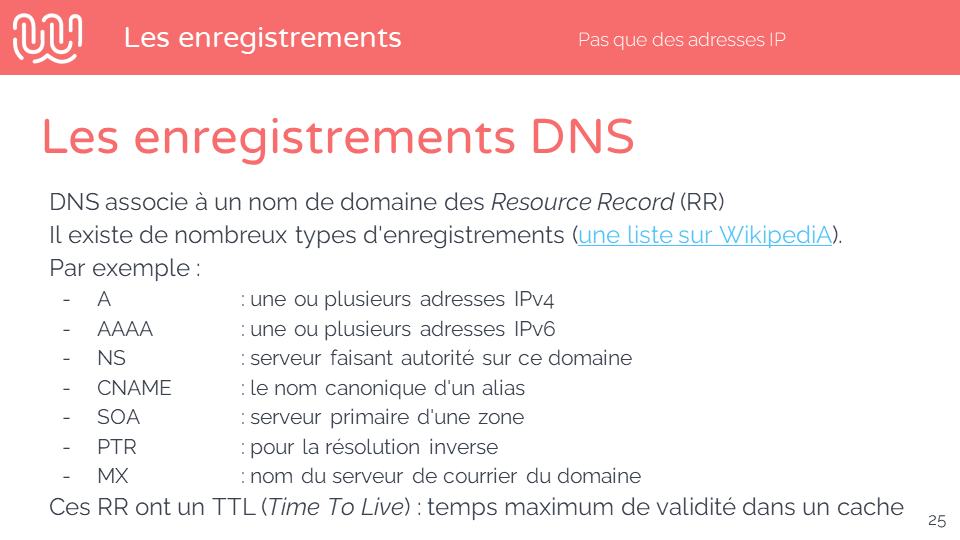 Les enregistrements
Pas que des adresses IP
Les enregistrements DNS
DNS associe à un nom de domaine des Resource Record (RR)
Il existe de nombreux types d'enregistrements (une liste sur WikipediA).
Par exemple :
- A : une ou plusieurs adresses IPv4
- AAAA : une ou plusieurs adresses IPv6
- NS : serveur faisant autorité sur ce domaine
- CNAME : le nom canonique d'un alias
- SOA : serveur primaire d'une zone
- PTR : pour la résolution inverse
- MX : nom du serveur de courrier du domaine
Ces RR ont un TTL (Time To Live) : temps maximum de validité dans un cache
25